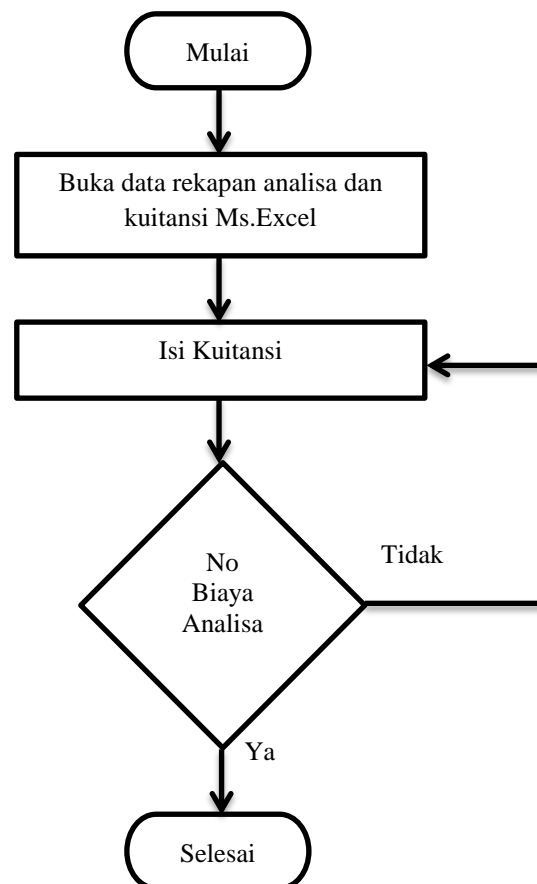 Mulai
Buka data rekapan analisa dan
kuitansi Ms.Excel
Isi Kuitansi
No
Biaya
Analisa
Tidak
Ya
Selesai